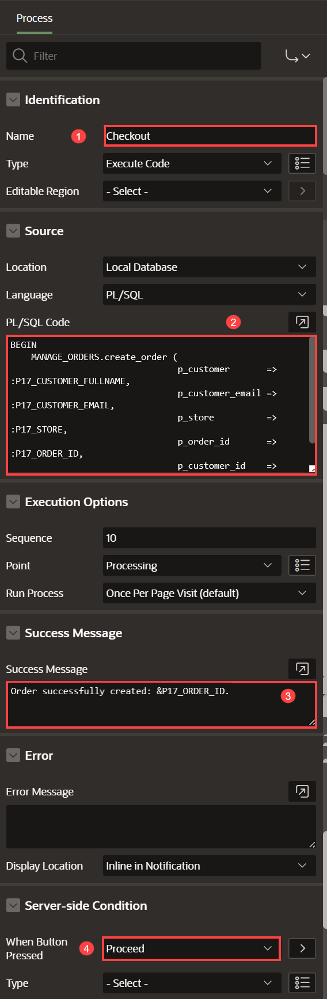 Process
Filter
Identification
Name 1 Checkout
Type Execute Code
Editable Region - Select -
Source
Location Local Database
Language PL/SQL
PL/SQL Code 2
BEGIN
MANAGE_ORDERS.create_order (
p_customer =>
:P17_CUSTOMER_FULLNAME,
p_customer_email =>
:P17_CUSTOMER_EMAIL,
p_store =>
:P17_STORE,
p_order_id =>
:P17_ORDER_ID,
p_customer_id =>
Execution Options
Sequence 10
Point Processing
Run Process Once Per Page Visit (default)
Success Message
Success Message
Order successfully created: &P17_ORDER_ID.
3
Error
Error Message
Display Location Inline in Notification
Server-side Condition
When Button
Pressed 4 Proceed
Type - Select -